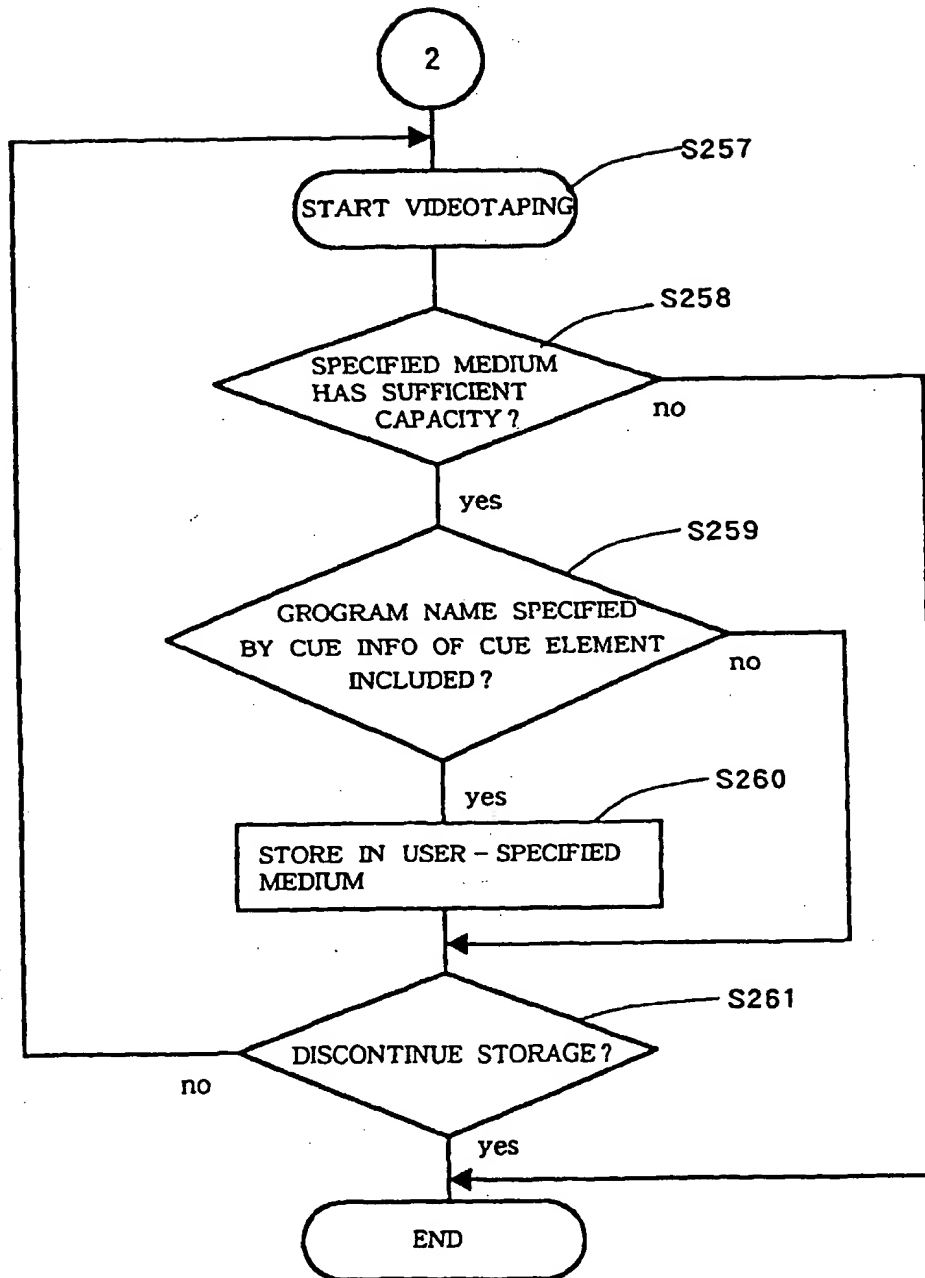 2
S257
START VIDEOTAPING
S258
SPECIFIED MEDIUM
HAS SUFFICIENT
CAPACITY?
no
yes
S259
GROGRAM NAME SPECIFIED
BY CUE INFO OF CUE ELEMENT
INCLUDED?
no
yes
S260
STORE IN USER-SPECIFIED
MEDIUM
S261
DISCONTINUE STORAGE?
no
yes
END